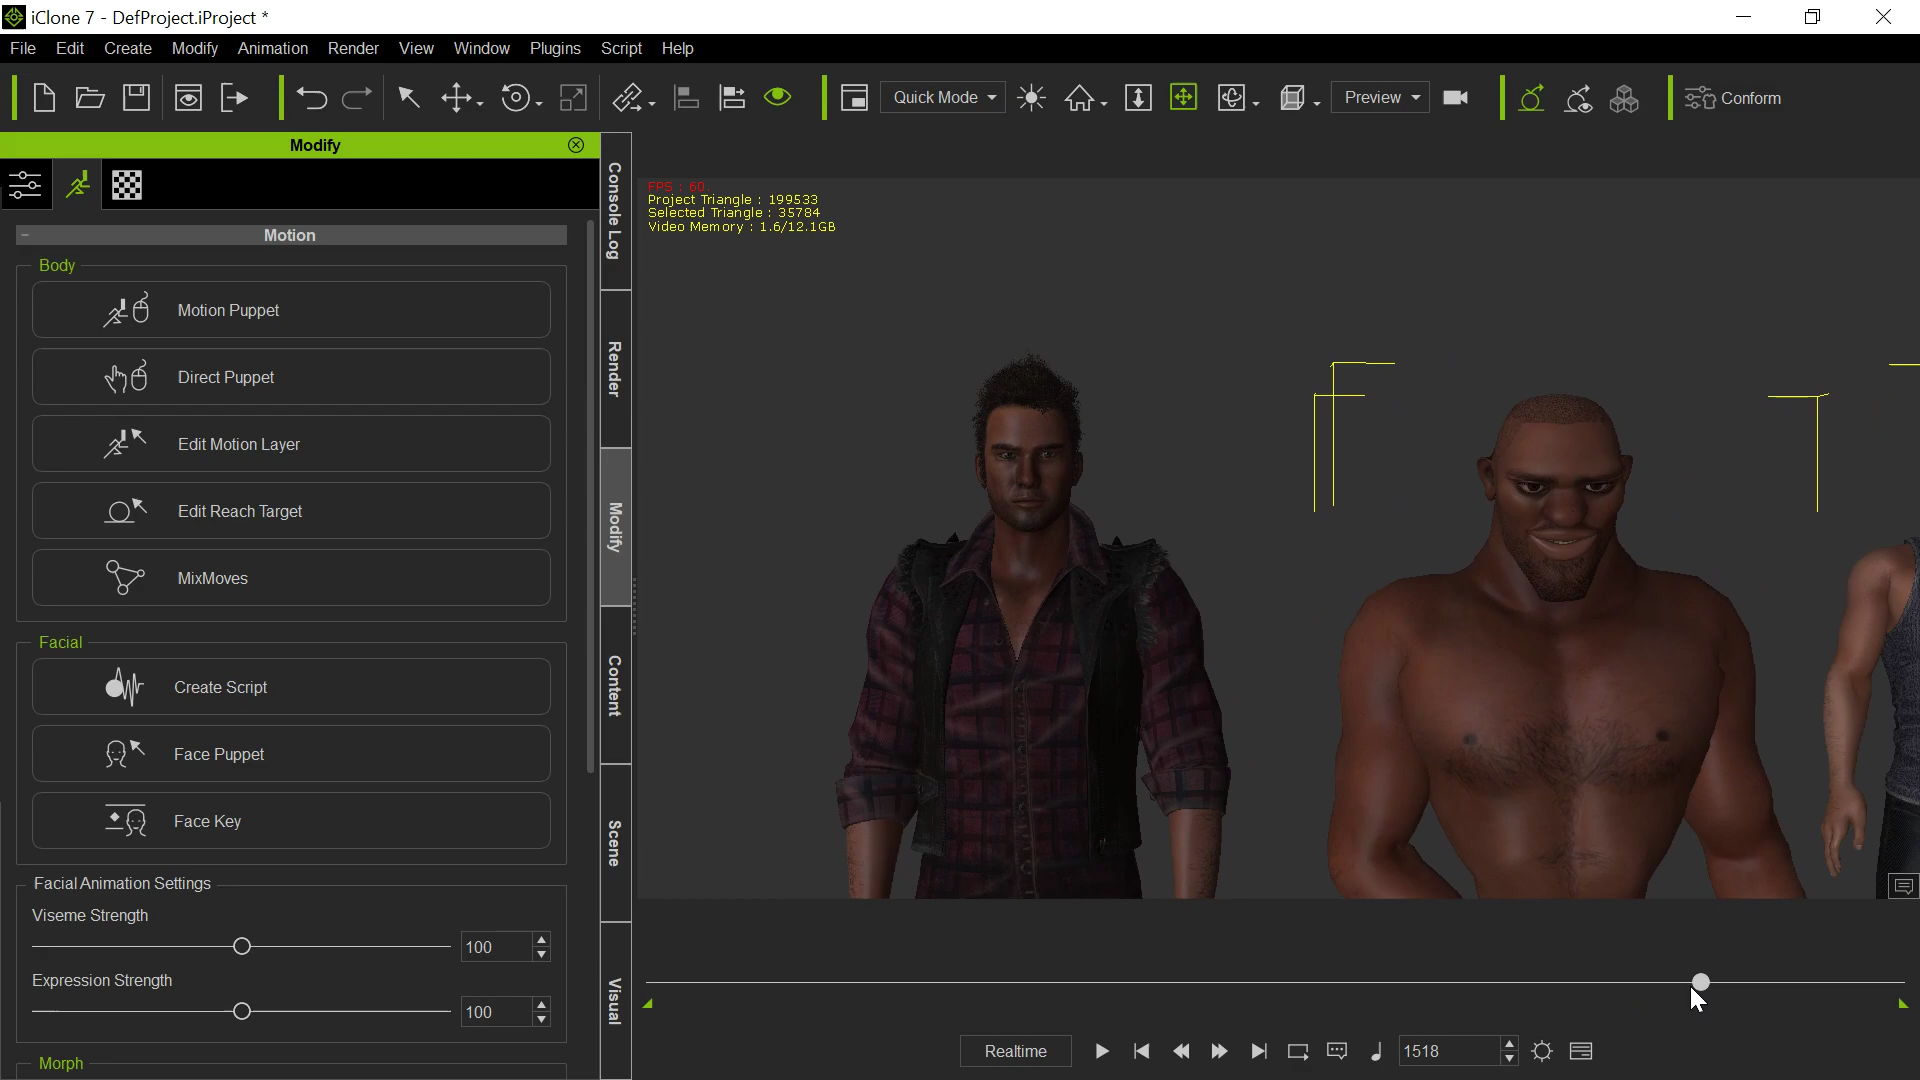 iClone 7 - DefProject.iProject *
File Edit Create Modify Animation Render View Window Plugins Script Help
Quick Mode Preview Conform
Modify
Motion
Body
Motion Puppet
Direct Puppet
Edit Motion Layer
Edit Reach Target
MixMoves
Facial
Create Script
Face Puppet
Face Key
Facial Animation Settings
Viseme Strength
100
Expression Strength
100
Morph
Console Log
Render
Modify
Content
Scene
Visual
FPS : 60.
Project Triangle : 199533
Selected Triangle : 35784
Video Memory : 1.6/12.1GB
Realtime 1518